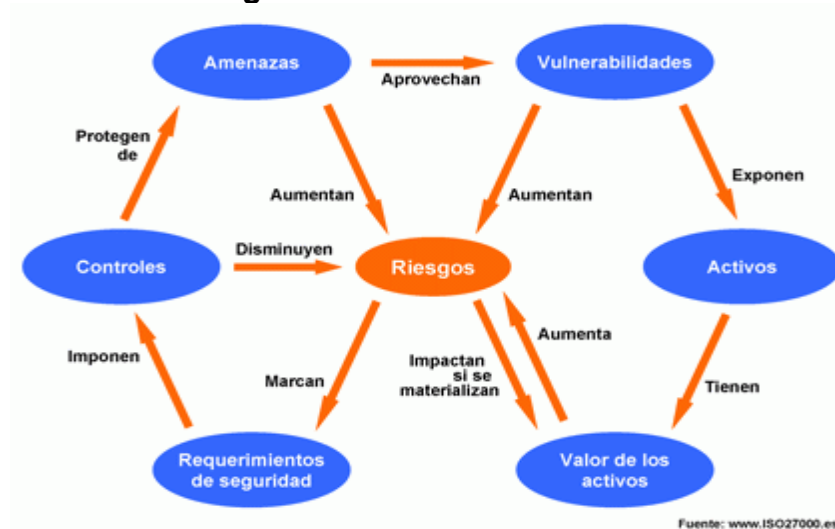 Amenazas
Aprovechan
Vulnerabilidades
Protegen
de
Aumentan
Aumentan
Exponen
Controles
Disminuyen
Riesgos
Activos
Imponen
Marcan
Impactan
si se
materializan
Aumenta
Tienen
Requerimientos
de seguridad
Valor de los
activos
Fuente: www.ISO27000.es